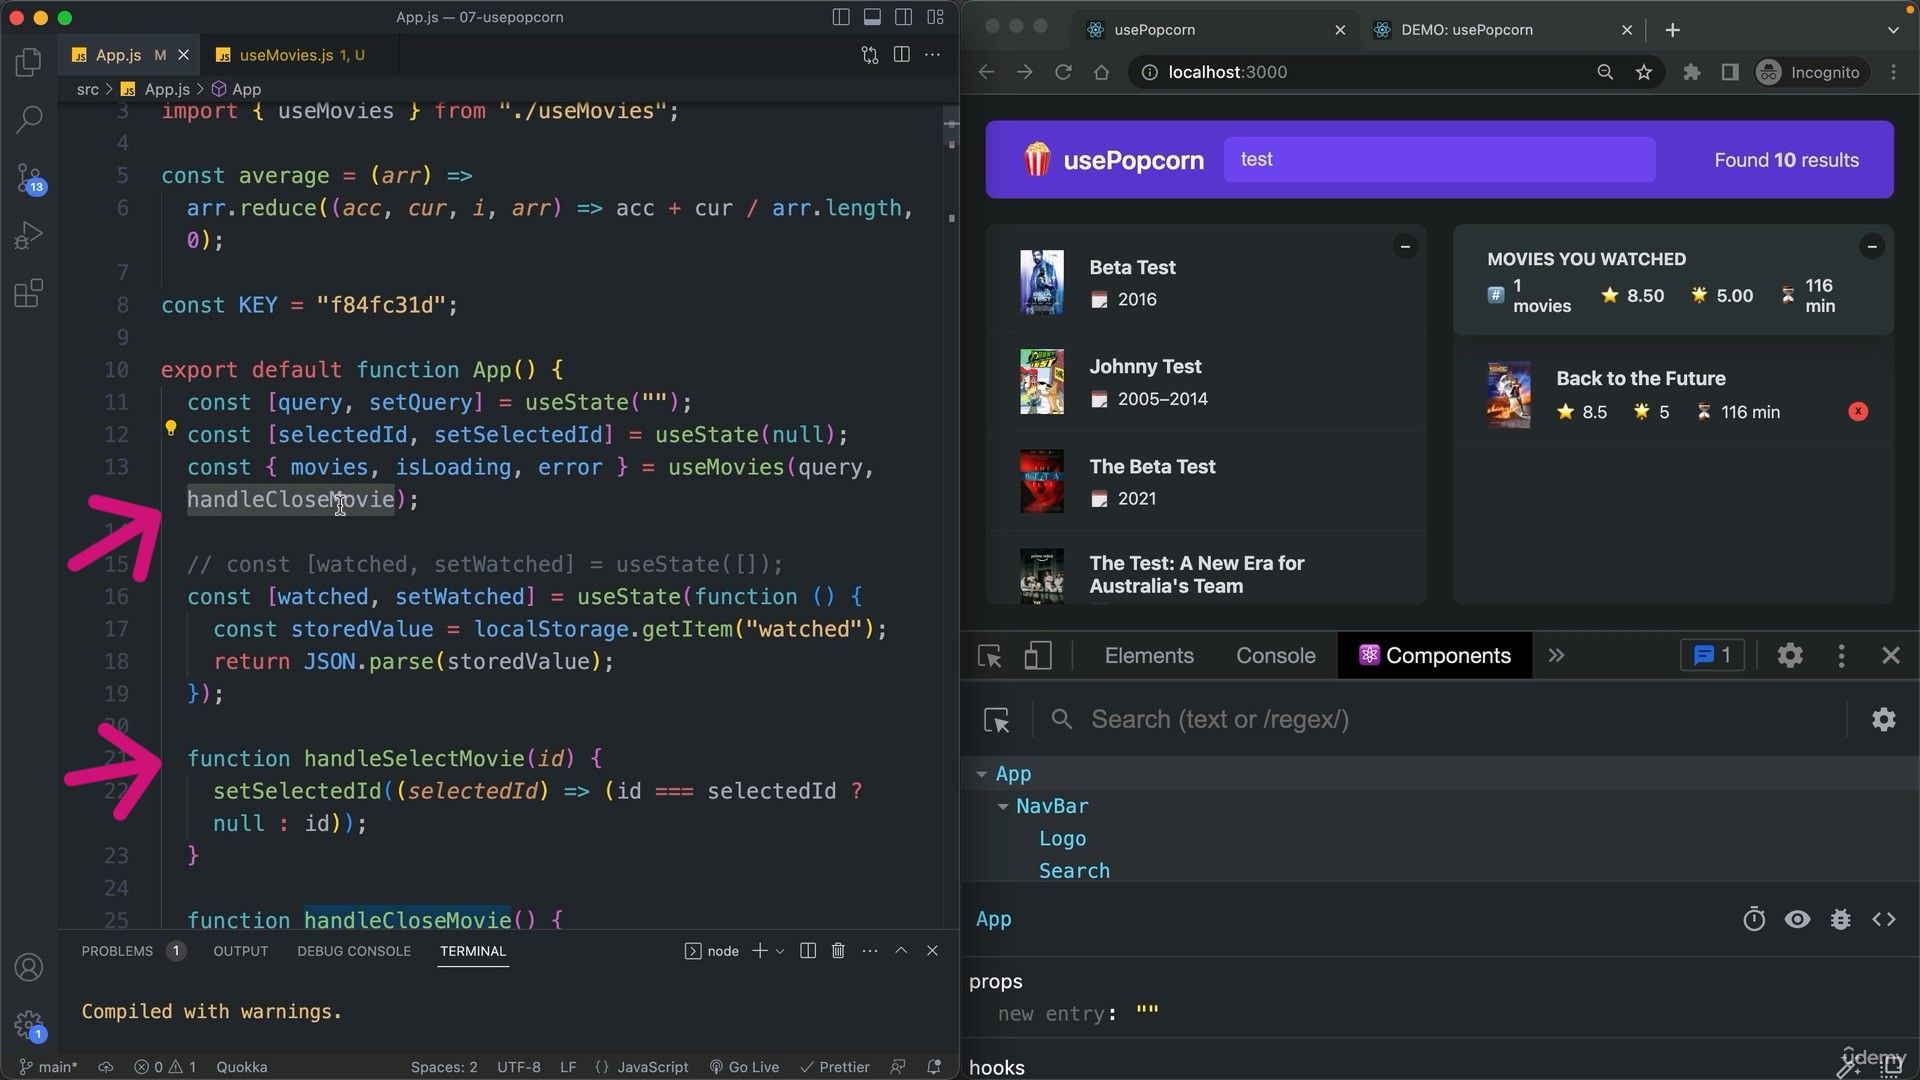 App.js — 07-usepopcorn
App.js M
useMovies.js 1, U
src > App.js > App
3 import { useMovies } from "./useMovies";
4
5 const average = (arr) =>
6 arr.reduce((acc, cur, i, arr) => acc + cur / arr.length,
0);
7
8 const KEY = "f84fc31d";
9
10 export default function App() {
11 const [query, setQuery] = useState("");
12 const [selectedId, setSelectedId] = useState(null);
13 const { movies, isLoading, error } = useMovies(query,
handleCloseMovie);
14
15 // const [watched, setWatched] = useState([]);
16 const [watched, setWatched] = useState(function () {
17 const storedValue = localStorage.getItem("watched");
18 return JSON.parse(storedValue);
19 });
20
21 function handleSelectMovie(id) {
22 setSelectedId((selectedId) => (id === selectedId ?
null : id));
23 }
24
25 function handleCloseMovie() {
13
1
PROBLEMS 1 OUTPUT DEBUG CONSOLE TERMINAL node
Compiled with warnings.
main* 0 1 Quokka Spaces: 2 UTF-8 LF {} JavaScript Go Live Prettier
usePopcorn
DEMO: usePopcorn
localhost:3000
Incognito
usePopcorn
test
Found 10 results
Beta Test
2016
Johnny Test
2005–2014
The Beta Test
2021
The Test: A New Era for
Australia's Team
MOVIES YOU WATCHED
1
movies
8.50
5.00
116
min
Back to the Future
8.5 5 116 min
Elements Console Components 1
Search (text or /regex/)
App
NavBar
Logo
Search
App
props
new entry: ""
hooks
udemy